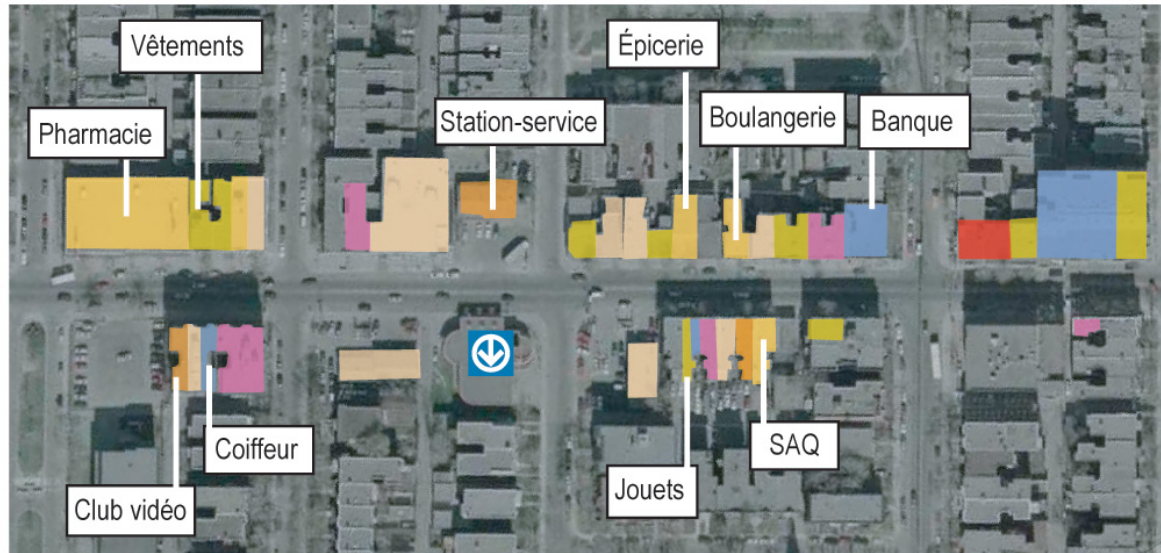 Vêtements
Épicerie
Pharmacie
Station-service
Boulangerie
Banque
Coiffeur
SAQ
Jouets
Club vidéo